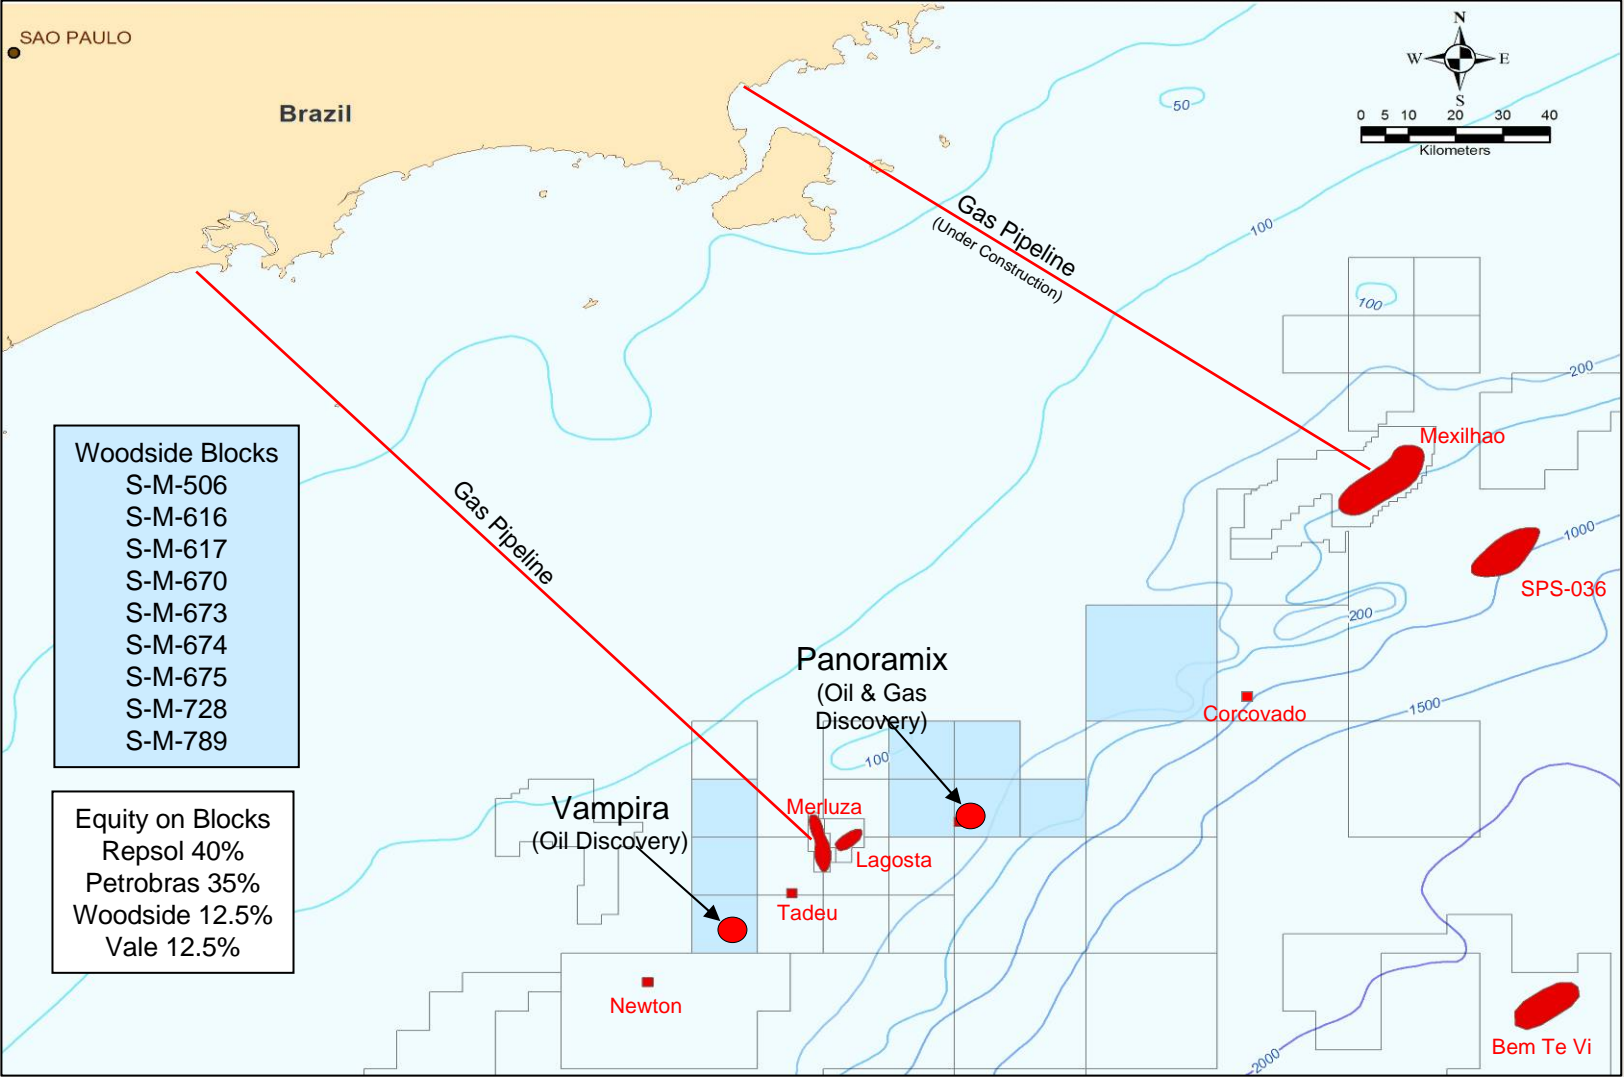 SAO PAULO
Brazil
N
W
E
S
0 5 10 20 30 40
Kilometers
50
100
100
200
Gas Pipeline
(Under Construction)
Mexilhao
1000
SPS-036
200
Gas Pipeline
Woodside Blocks
S-M-506
S-M-616
S-M-617
S-M-670
S-M-673
S-M-674
S-M-675
S-M-728
S-M-789
Panoramix
(Oil & Gas
Discovery)
Corcovado
1500
100
Equity on Blocks
Repsol 40%
Petrobras 35%
Woodside 12.5%
Vale 12.5%
Vampira
(Oil Discovery)
Merluza
Lagosta
Tadeu
Newton
Bem Te Vi
2000